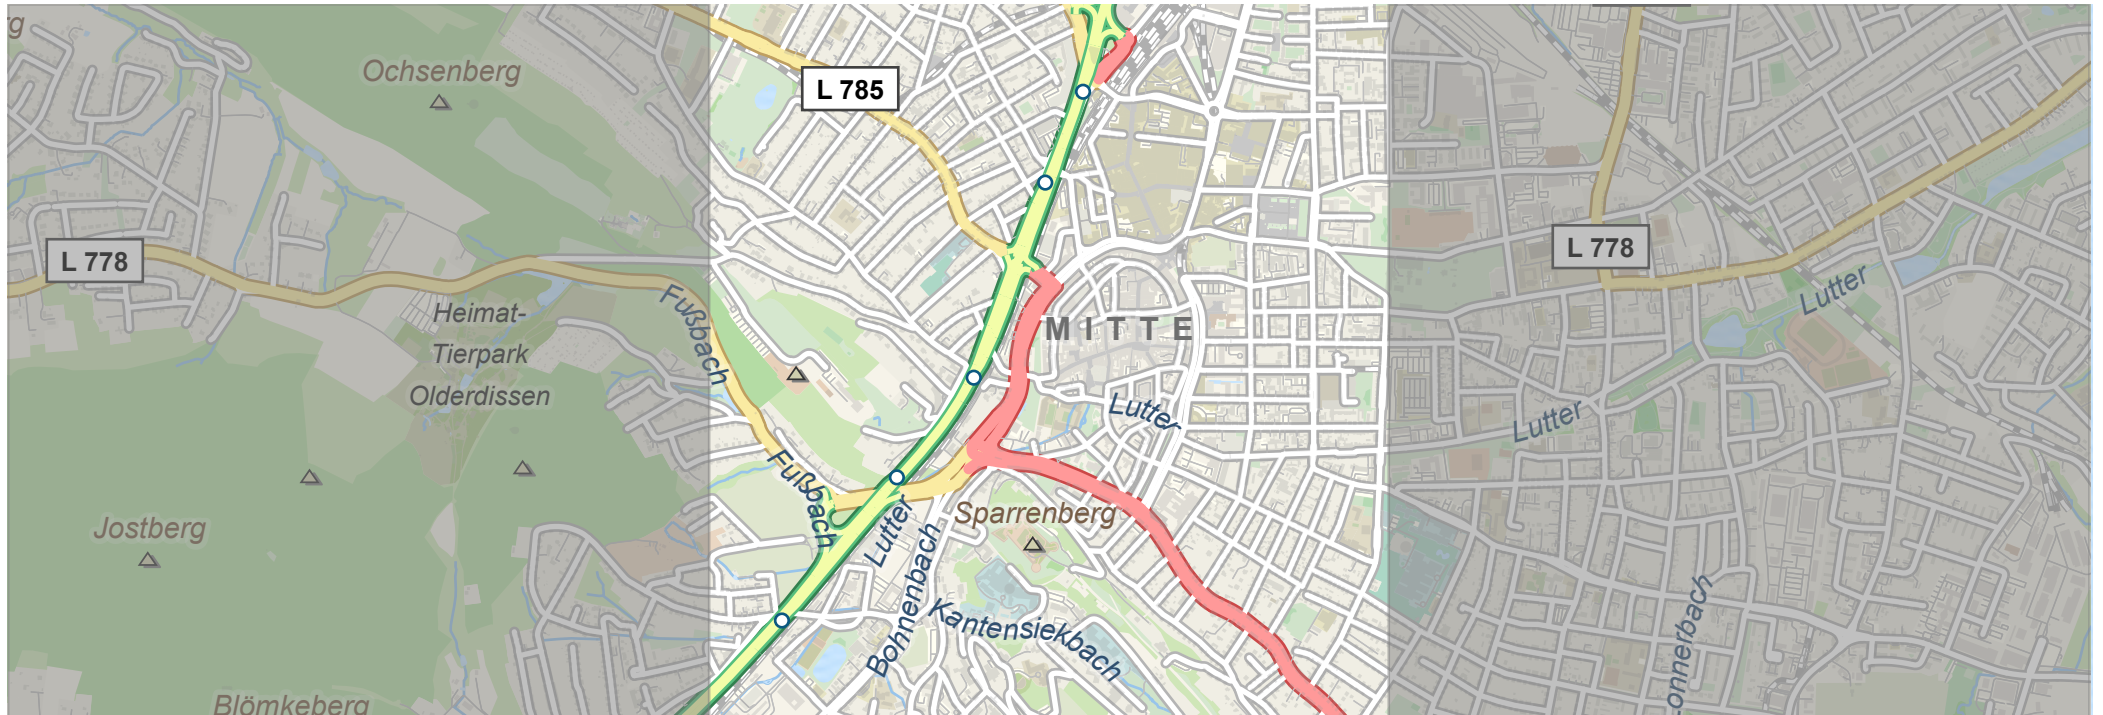 Ochsenberg
L 785
L 778
L 778
Lutter
Fußbach
Heimat-
Tierpark
Olderdissen
MITTE
Lutter
Lutter
Fußbach
Jostberg
Lutter
Sparrenberg
Bohnenbach
Kantensiekbach
Blömkeberg